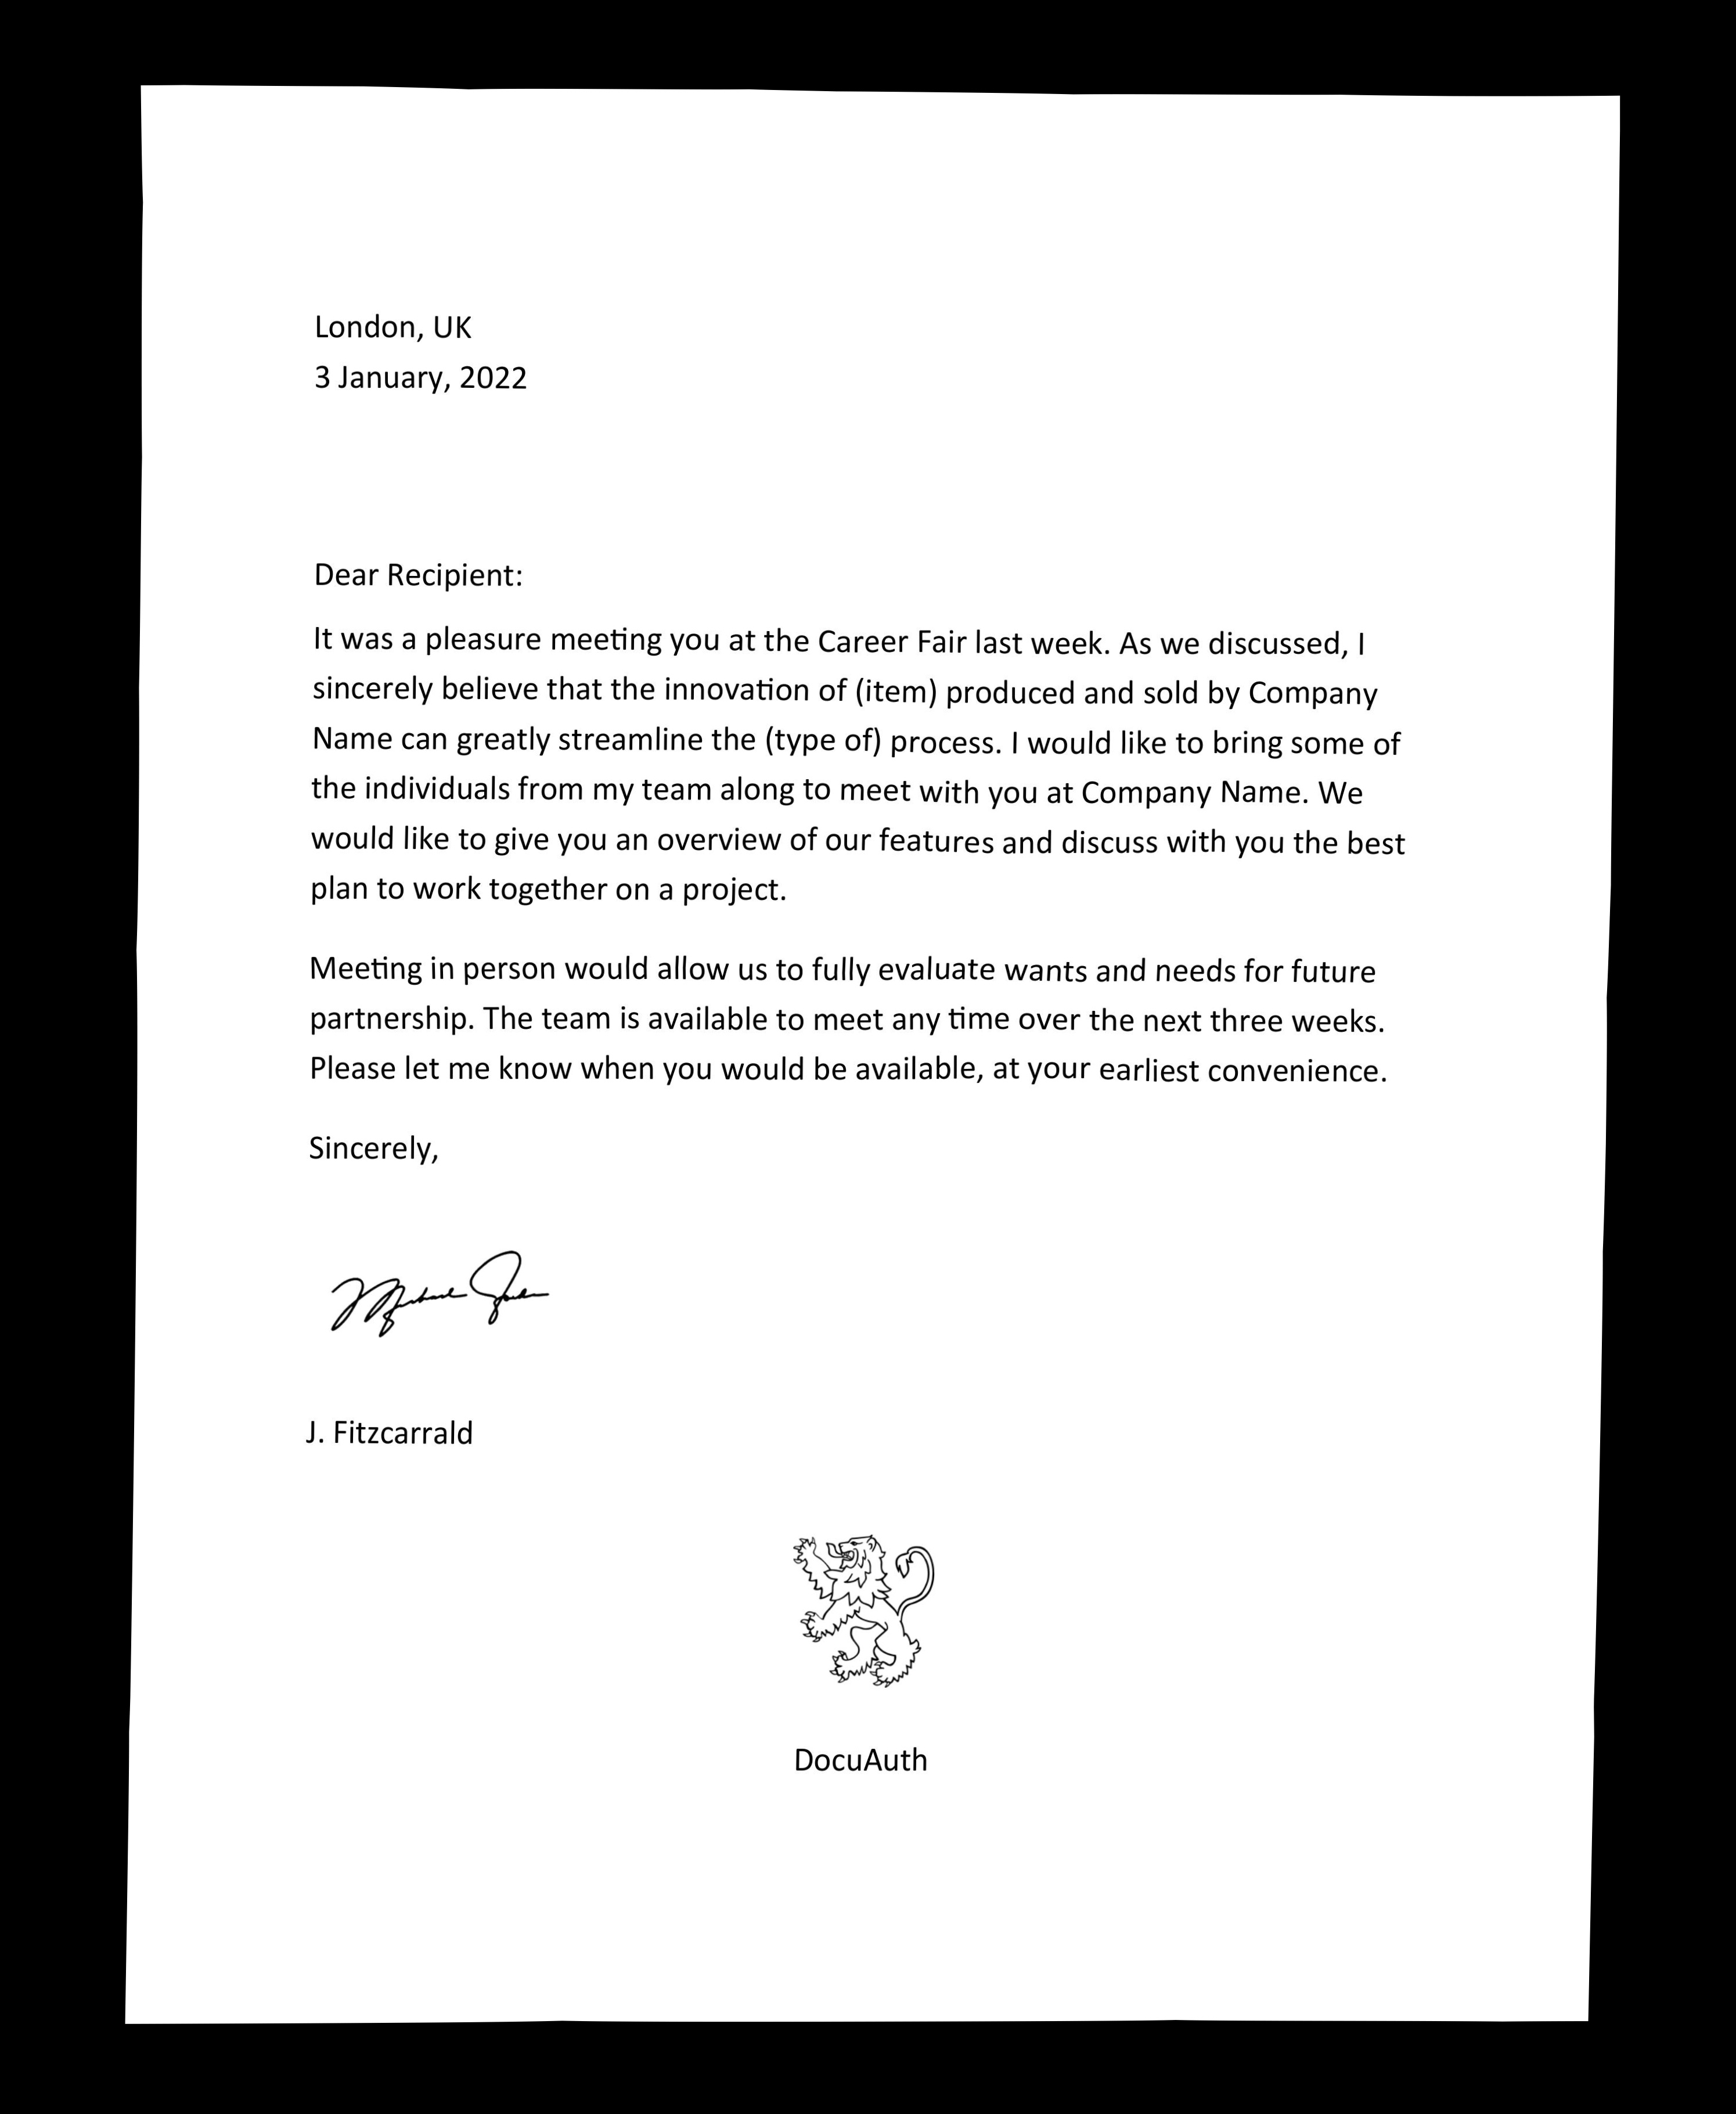 London, UK
3 January, 2022
Dear Recipient:
It was a pleasure meeting you at the Career Fair last week. As we discussed, I
sincerely believe that the innovation of (item) produced and sold by Company
Name can greatly streamline the (type of) process. I would like to bring some of
the individuals from my team along to meet with you at Company Name. We
would like to give you an overview of our features and discuss with you the best
plan to work together on a project.
Meeting in person would allow us to fully evaluate wants and needs for future
partnership. The team is available to meet any time over the next three weeks.
Please let me know when you would be available, at your earliest convenience.
Sincerely,
J. Fitzcarrald
DocuAuth